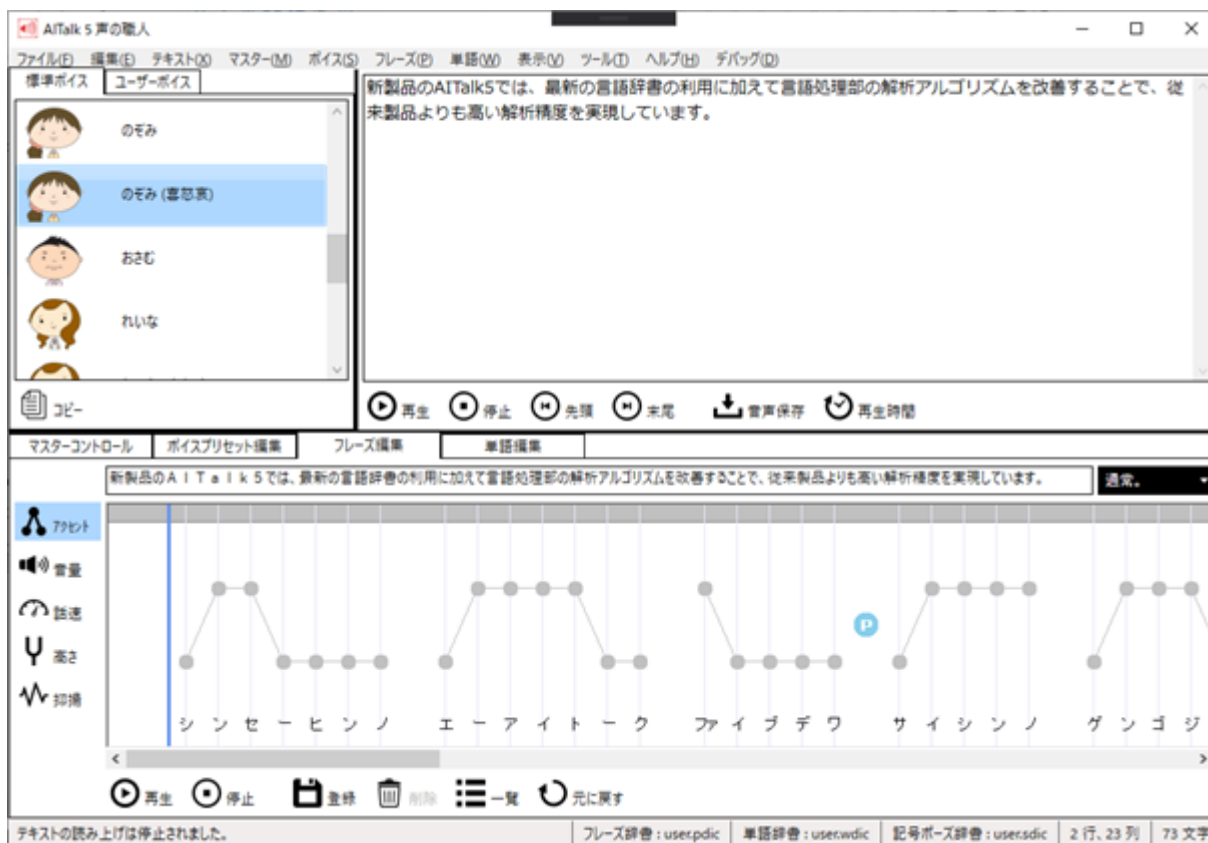 AITalk 5 声の職人
ファイル(F) 編集(E) テキスト(X) マスター(M) ボイス(S) フレーズ(P) 単語(W) 表示(V) ツール(T) ヘルプ(H) デバッグ(D)
標準ボイス ユーザーボイス
のぞみ
のぞみ (喜怒哀)
おさむ
れいな
コピー
新製品のAITalk5では、最新の言語辞書の利用に加えて言語処理部の解析アルゴリズムを改善することで、従
来製品よりも高い解析精度を実現しています。
再生 停止 先頭 末尾 音声保存 再生時間
マスターコントロール ボイスプリセット編集 フレーズ編集 単語編集
新製品のＡＩＴａｌｋ５では、最新の言語辞書の利用に加えて言語処理部の解析アルゴリズムを改善することで、従来製品よりも高い解析精度を実現しています。 通常。
アクセント
音量
話速
高さ
抑揚
P
シ ン セ ー ヒ ン ノ エ ー ア イ ト ー ク ファ イ ブ デ ワ サ イ シ ン ノ ゲ ン ゴ ジ
再生 停止 登録 削除 一覧 元に戻す
テキストの読み上げは停止されました。 フレーズ辞書 : user.pdic 単語辞書 : user.wdic 記号ポーズ辞書 : user.sdic 2 行、23 列 73 文字